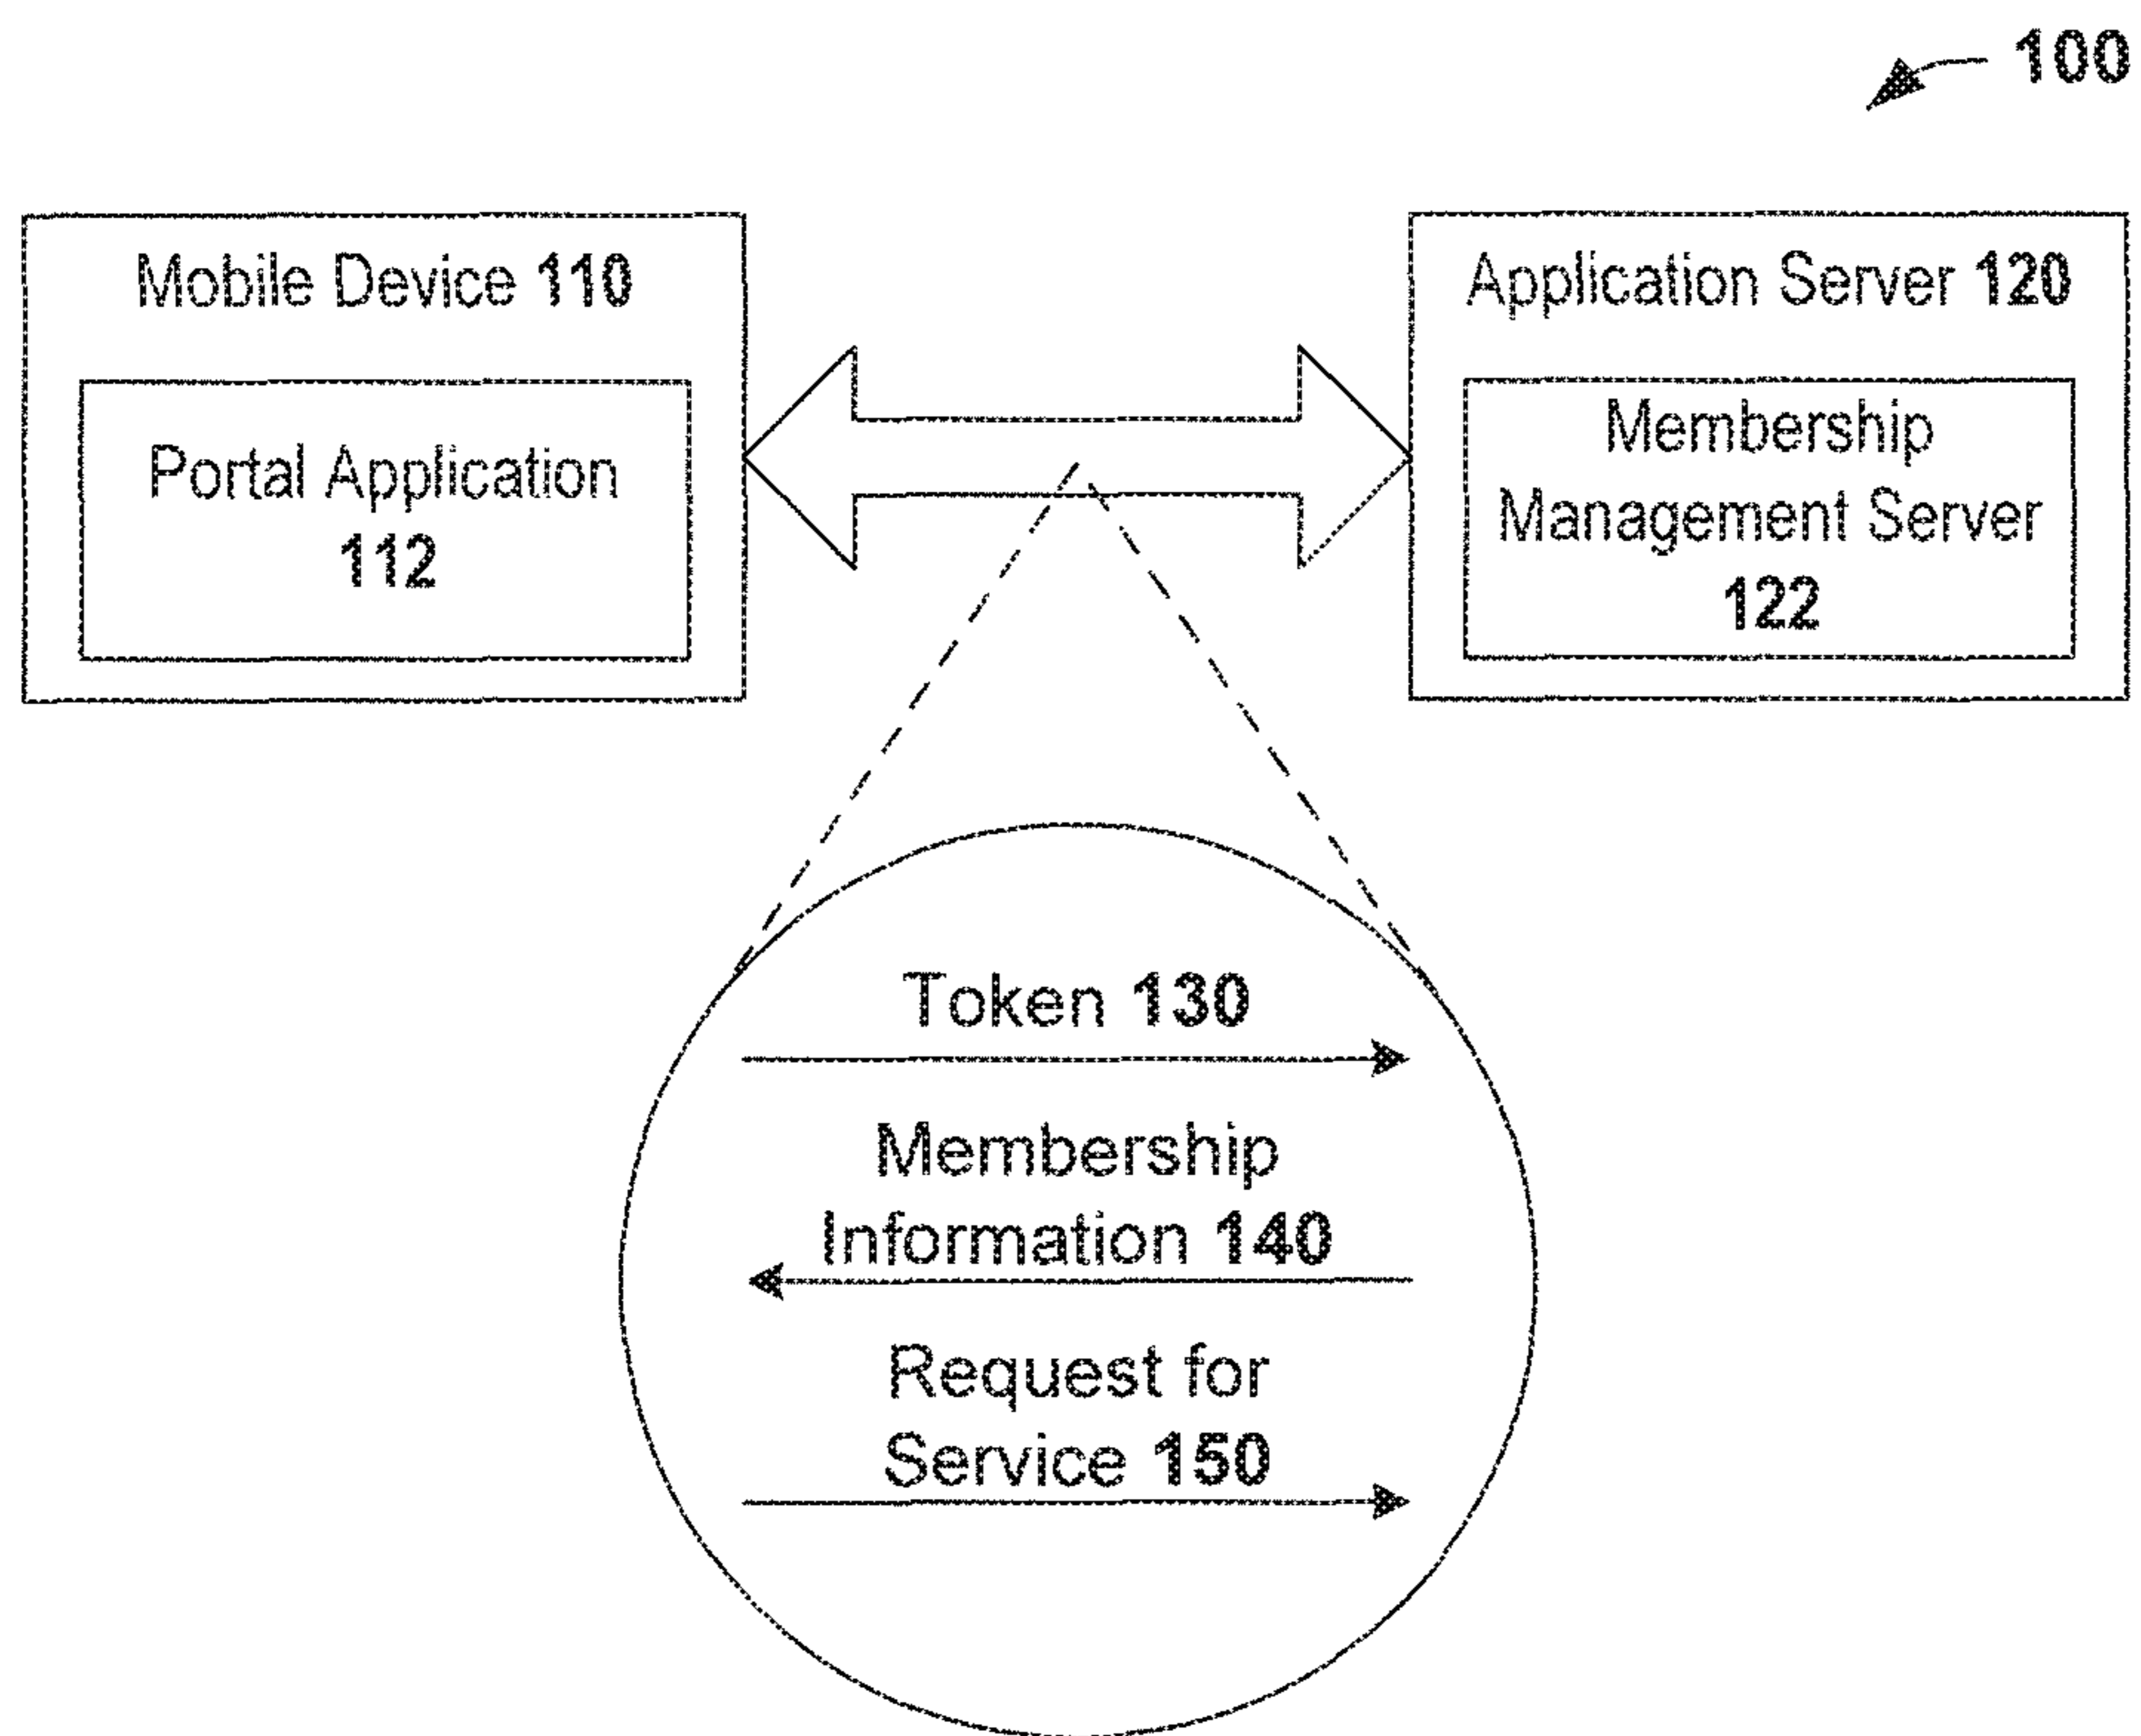 100
Mobile Device 110
Portal Application
112
Application Server 120
Membership
Management Server
122
Token 130
Membership
Information 140
Request for
Service 150